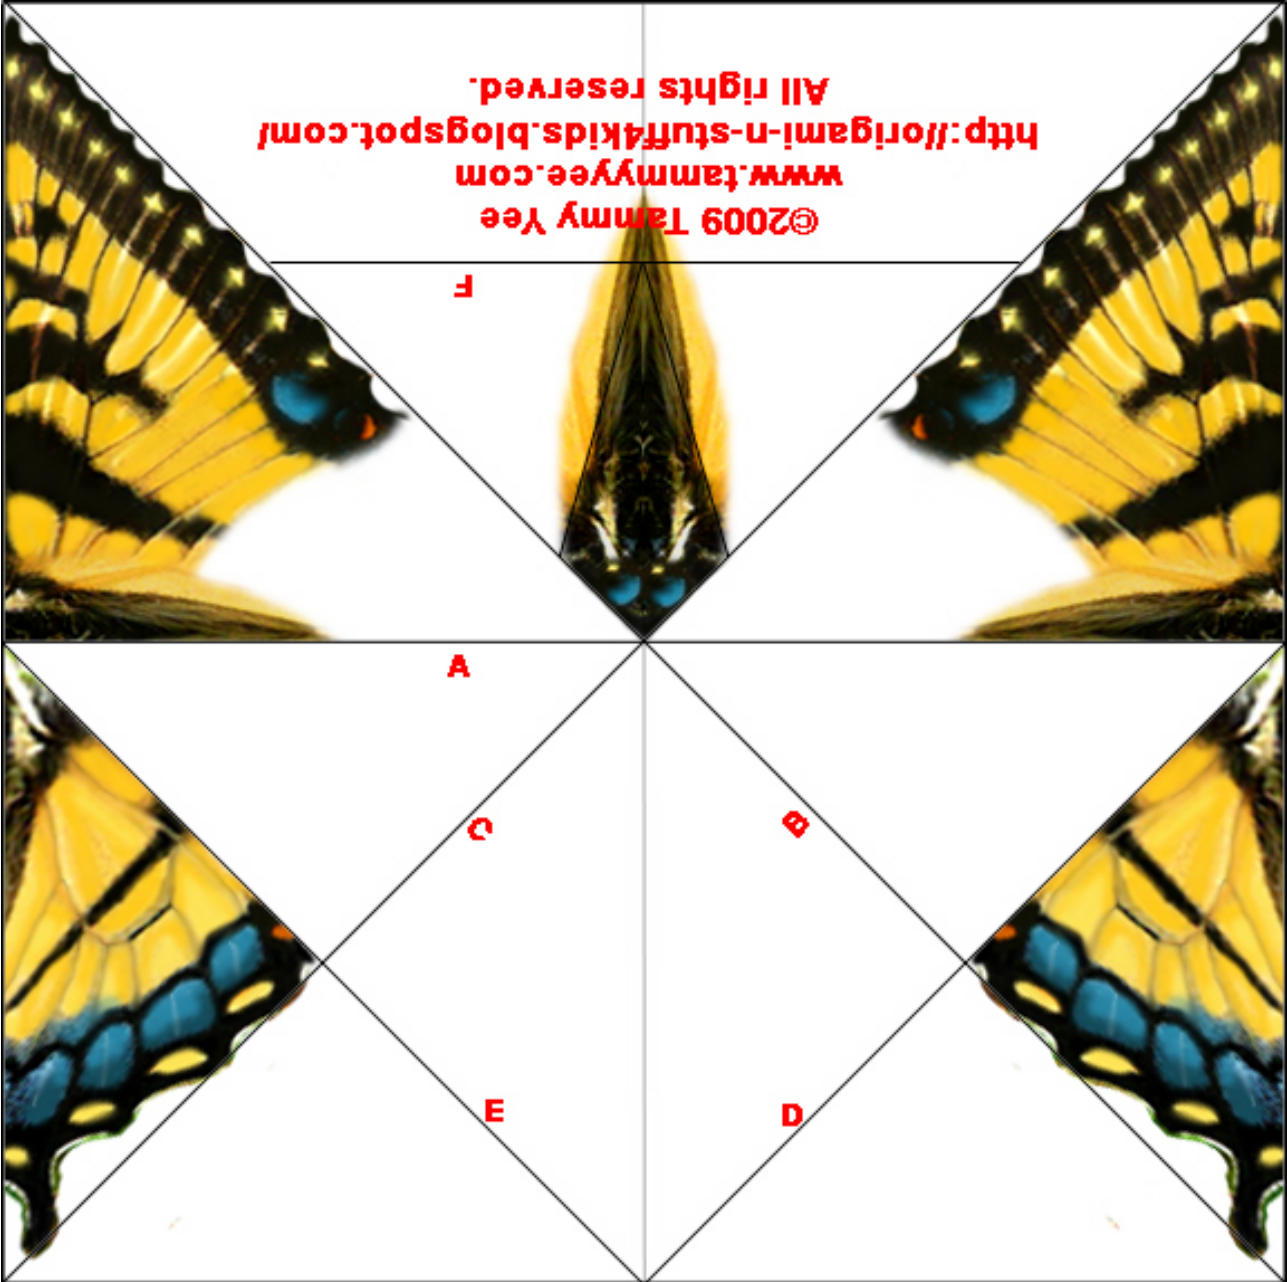 ©2009 Tammy Yee
www.tammyyee.com
http://origami-n-stuff4kids.blogspot.com/
All rights reserved.
F
A
C
B
E
D